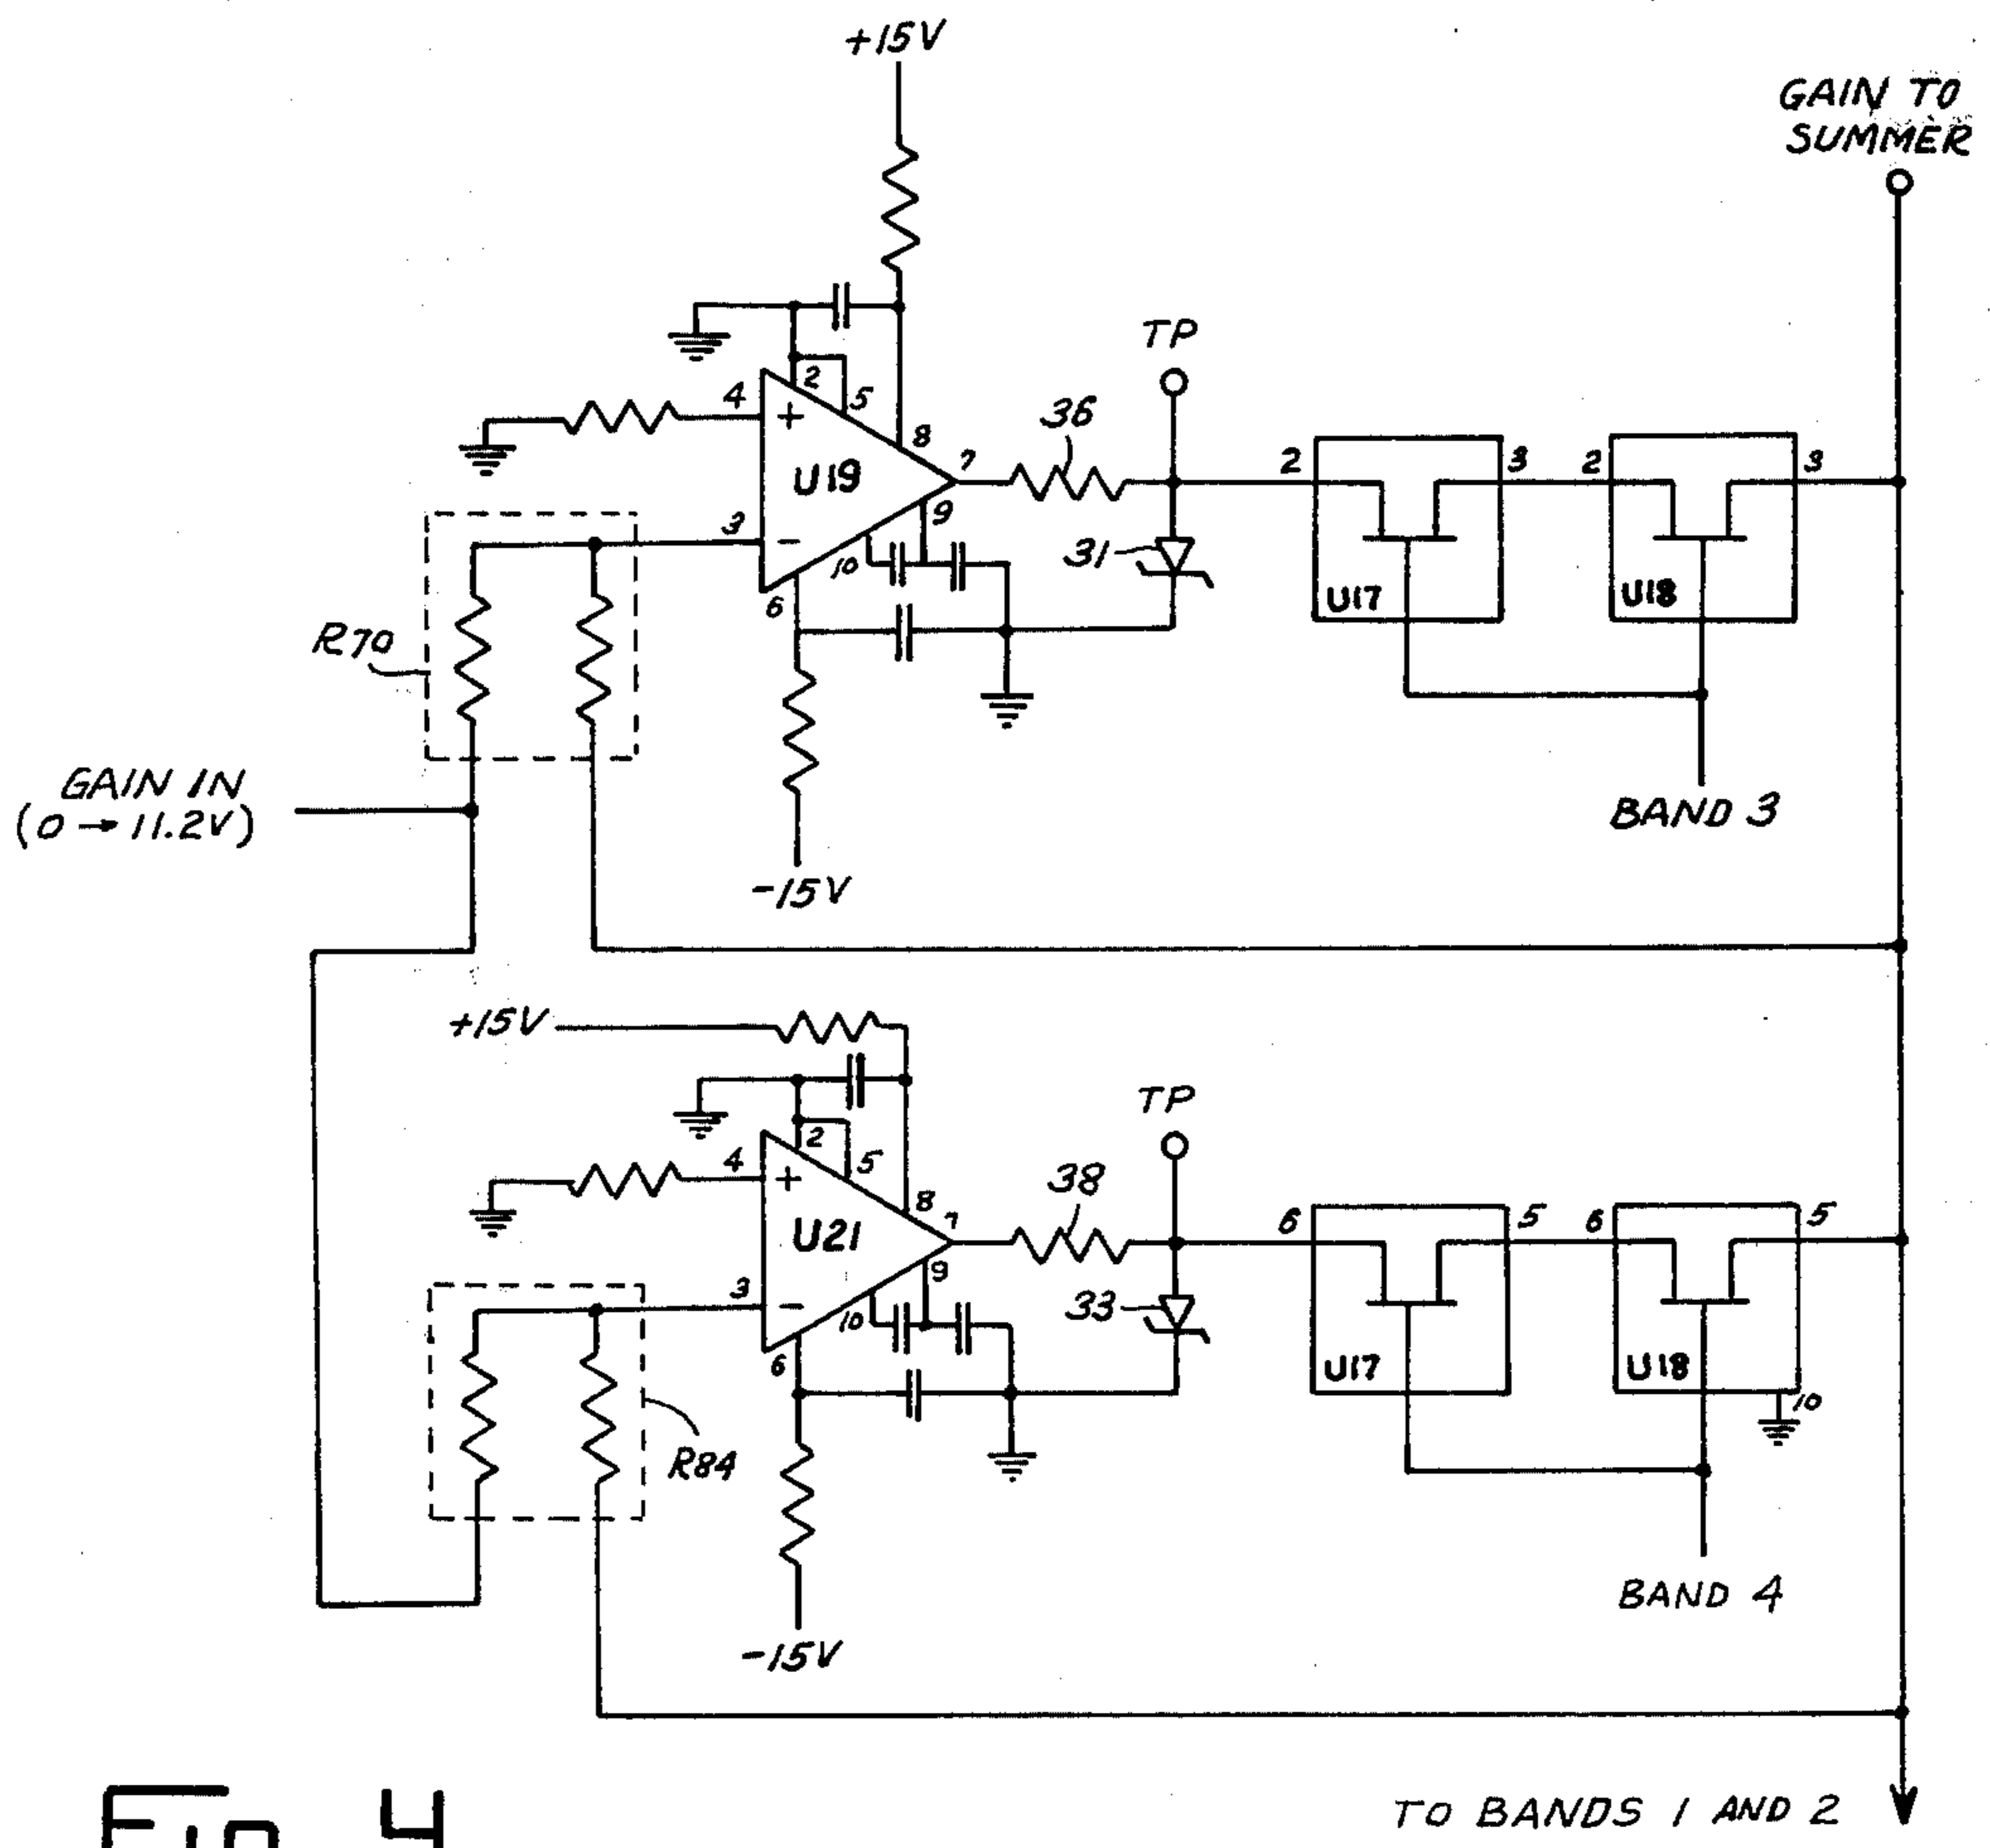 +15V
GAIN TO
SUMMER
TP
2
5
4
+
36
8
U19
7
2
3
2
3
3
-
9
31
10
6
U17
U18
R70
GAIN IN
(0 → 11.2V)
BAND 3
-15V
+15V
TP
2
5
4
+
38
8
U21
7
6
5
6
5
9
3
-
33
10
6
U17
U18
10
R84
BAND 4
-15V
TO BANDS 1 AND 2